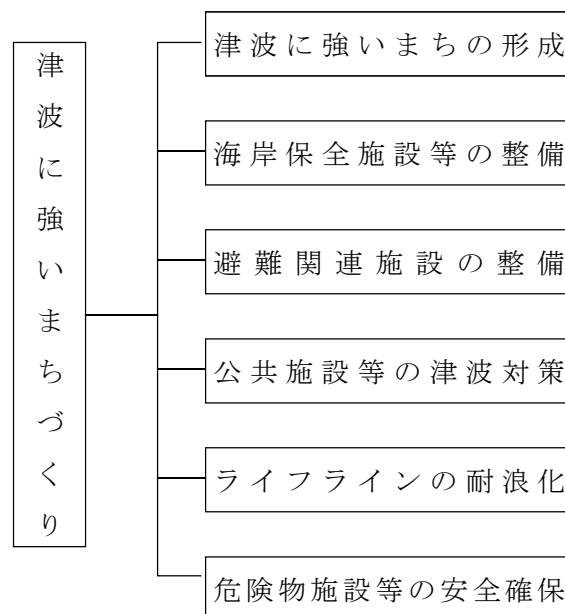 津波に強いまちづくり
津波に強いまちの形成
海岸保全施設等の整備
避難関連施設の整備
公共施設等の津波対策
ライフラインの耐浪化
危険物施設等の安全確保